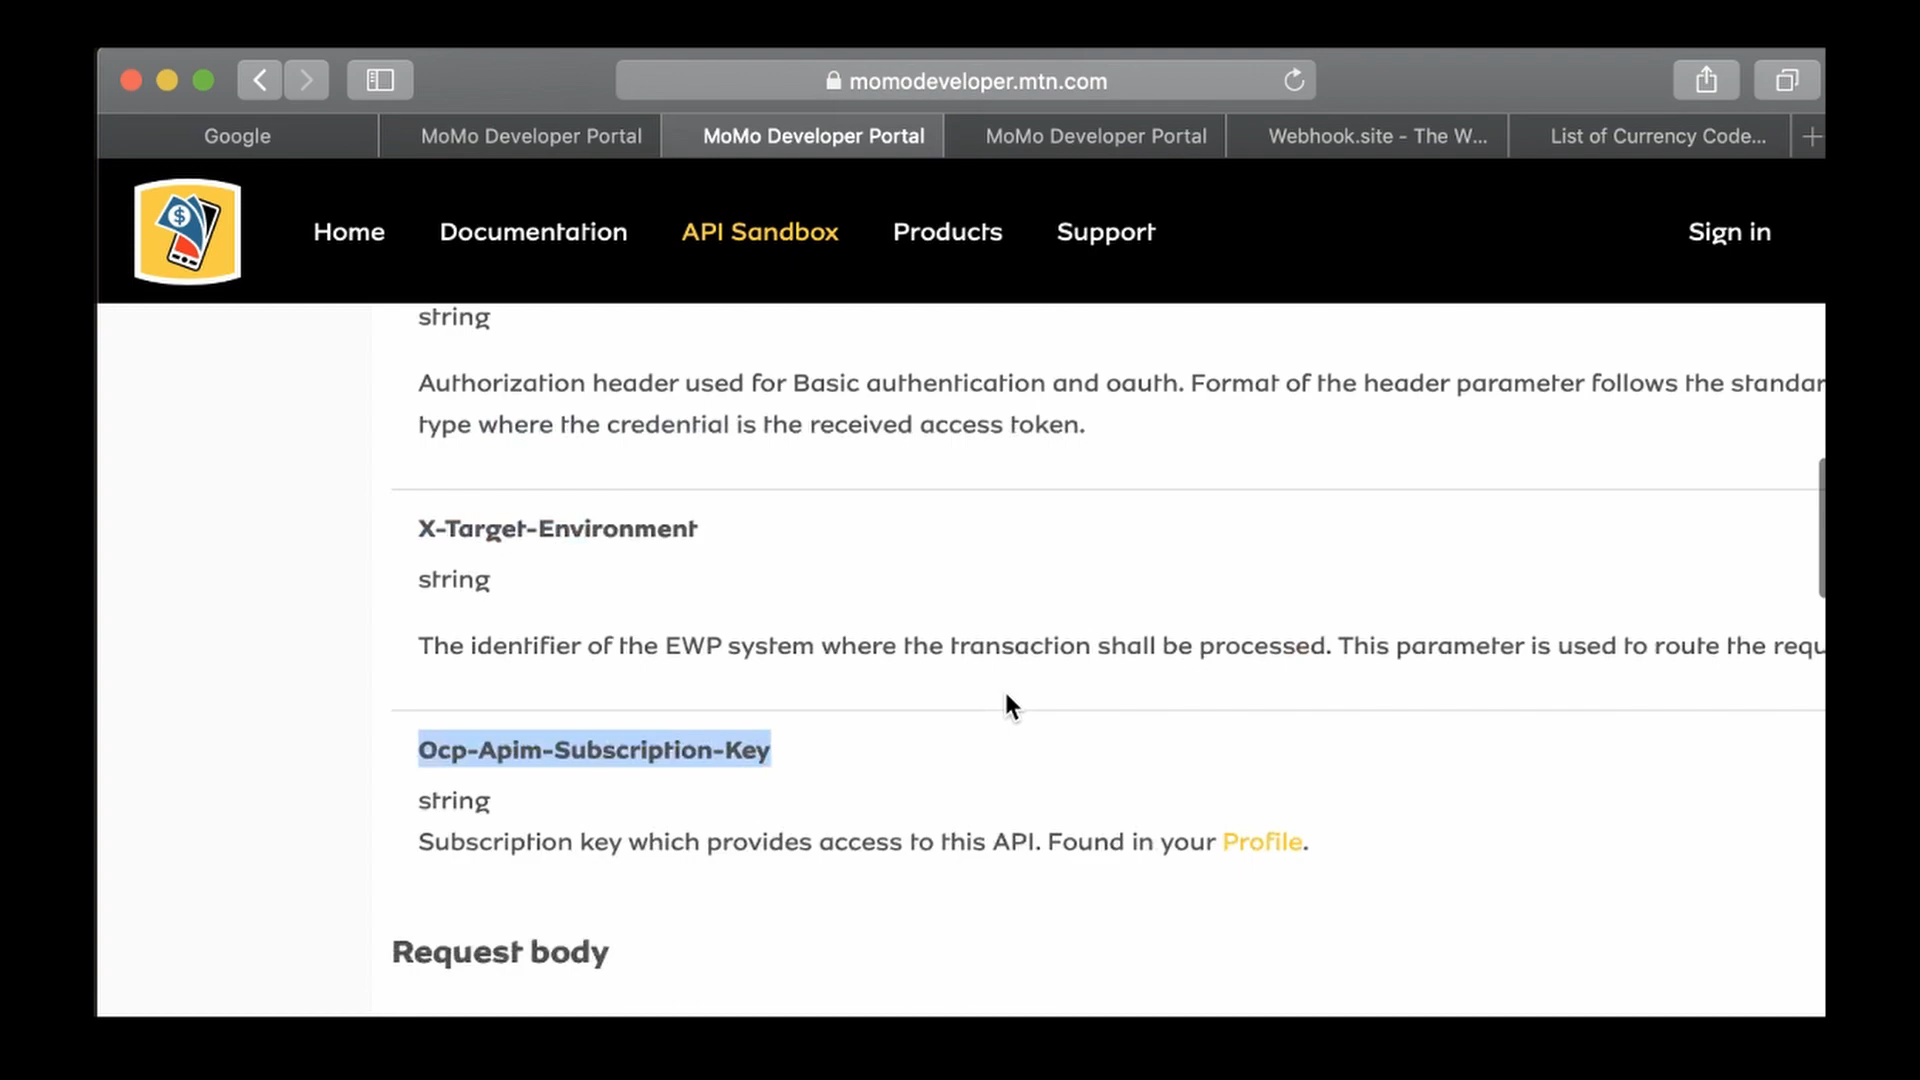 momodeveloper.mtn.com
Google
MoMo Developer Portal
MoMo Developer Portal
MoMo Developer Portal
Webhook.site - The W...
List of Currency Code...
$
Home
Documentation
API Sandbox
Products
Support
Sign in
string
Authorization header used for Basic authentication and oauth. Format of the header parameter follows the standar
type where the credential is the received access token.
X-Target-Environment
string
The identifier of the EWP system where the transaction shall be processed. This parameter is used to route the requ
Ocp-Apim-Subscription-Key
string
Subscription key which provides access to this API. Found in your Profile.
Request body